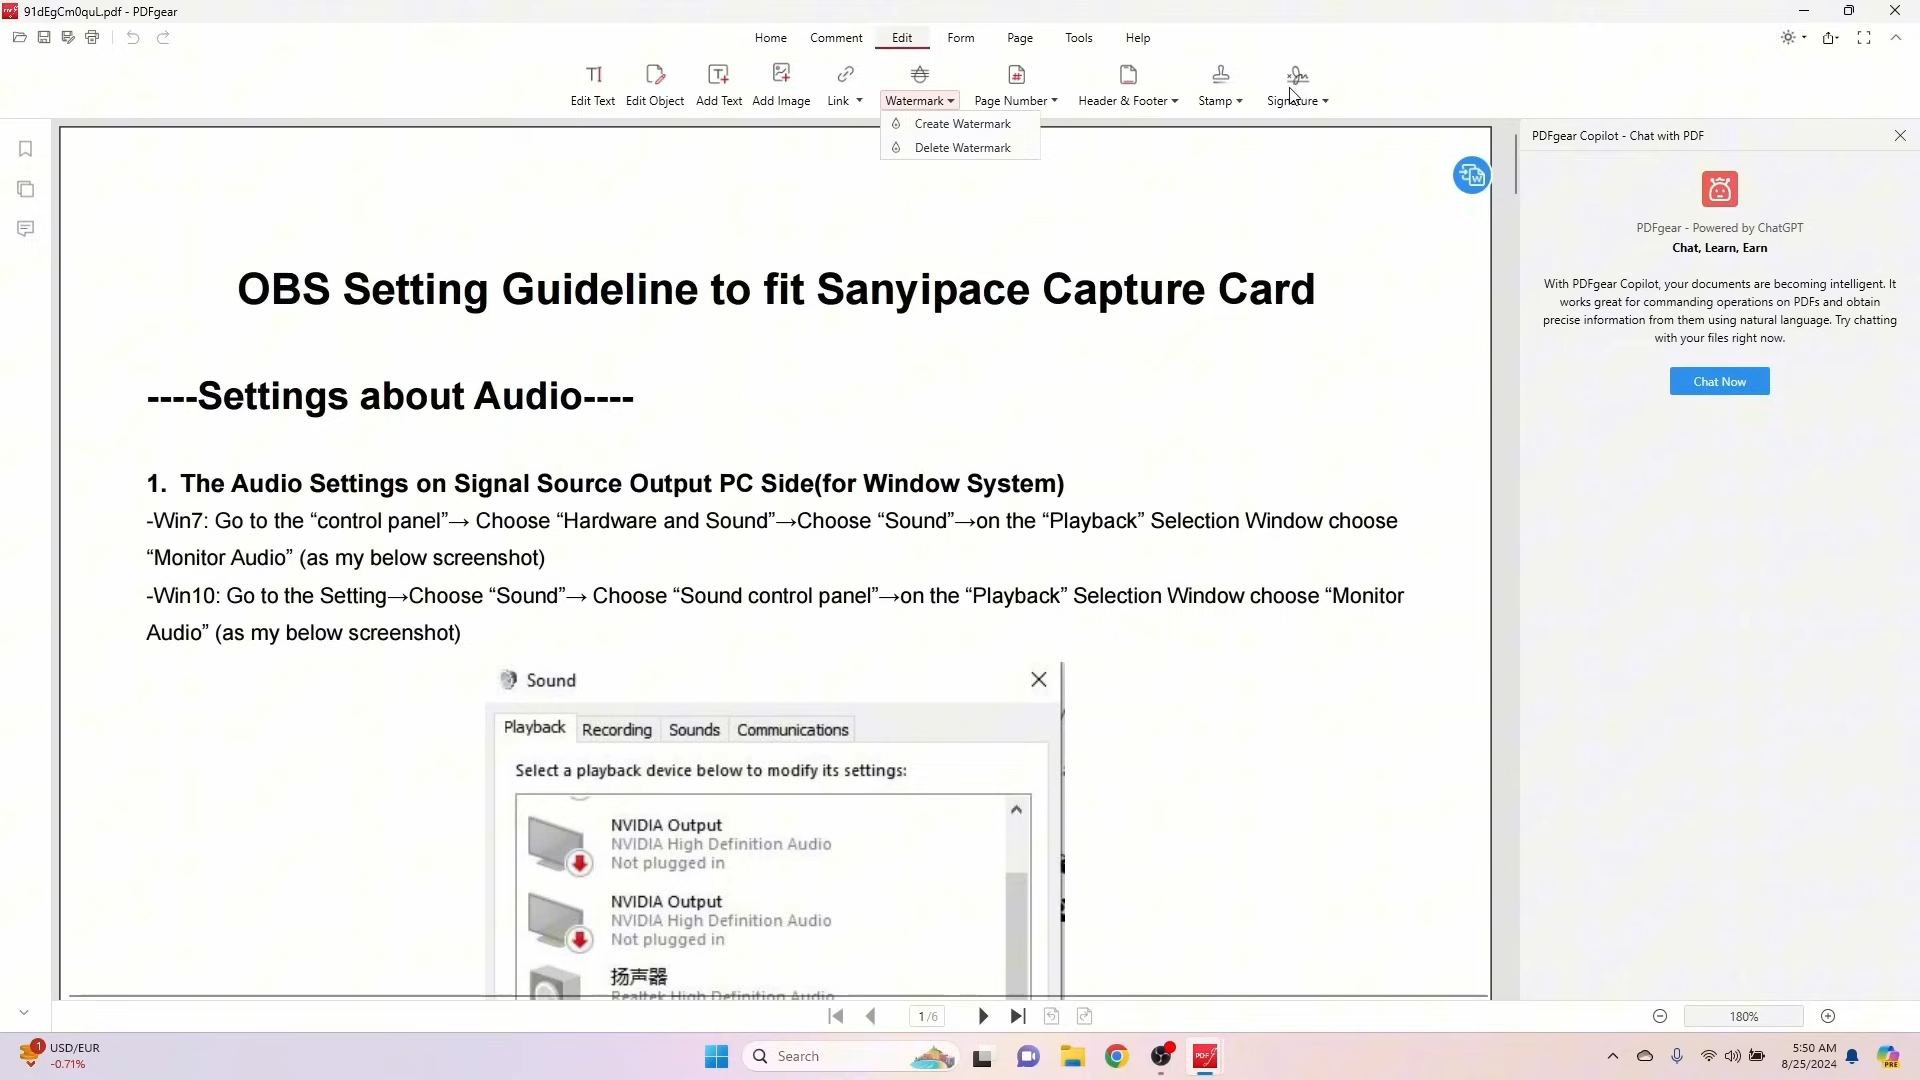 91dEgCm0quL.pdf - PDFgear
Home Comment Edit Form Page Tools Help
Edit Text Edit Object Add Text Add Image Link Watermark Page Number Header & Footer Stamp Signature
Create Watermark
Delete Watermark
PDFgear Copilot - Chat with PDF
PDFgear - Powered by ChatGPT
Chat, Learn, Earn
With PDFgear Copilot, your documents are becoming intelligent. It
works great for commanding operations on PDFs and obtain
precise information from them using natural language. Try chatting
with your files right now.
Chat Now
OBS Setting Guideline to fit Sanyipace Capture Card
----Settings about Audio----
1. The Audio Settings on Signal Source Output PC Side(for Window System)
-Win7: Go to the “control panel”→ Choose “Hardware and Sound”→Choose “Sound”→on the “Playback” Selection Window choose
“Monitor Audio” (as my below screenshot)
-Win10: Go to the Setting→Choose “Sound”→ Choose “Sound control panel”→on the “Playback” Selection Window choose “Monitor
Audio” (as my below screenshot)
Sound
Playback Recording Sounds Communications
Select a playback device below to modify its settings:
NVIDIA Output
NVIDIA High Definition Audio
Not plugged in
NVIDIA Output
NVIDIA High Definition Audio
Not plugged in
扬声器
Realtek High Definition Audio
1 /6
180%
1 USD/EUR
-0.71%
Search
PDF
5:50 AM
8/25/2024
PRE